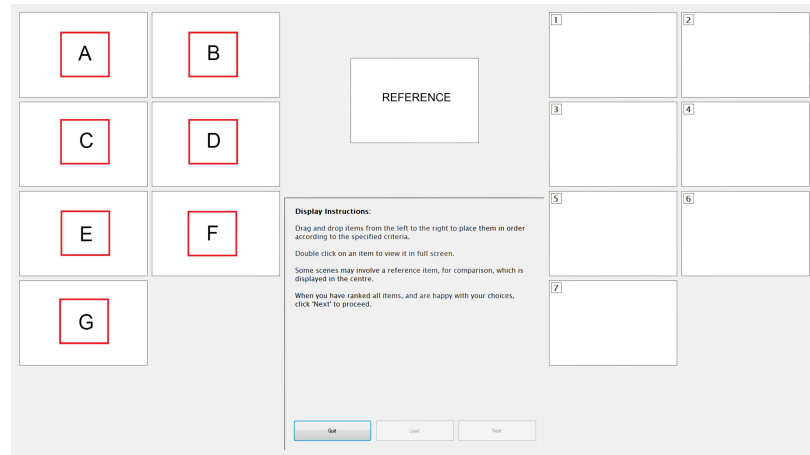 A
B
C
D
E
F
G
REFERENCE
Display Instructions:
Drag and drop items from the left to the right to place them in order
according to the specified criteria.
Double click on an item to view it in full screen.
Some scenes may involve a reference item, for comparison, which is
displayed in the centre.
When you have ranked all items, and are happy with your choices,
click 'Next' to proceed.
Quit
Load
Next
1
2
3
4
5
6
7